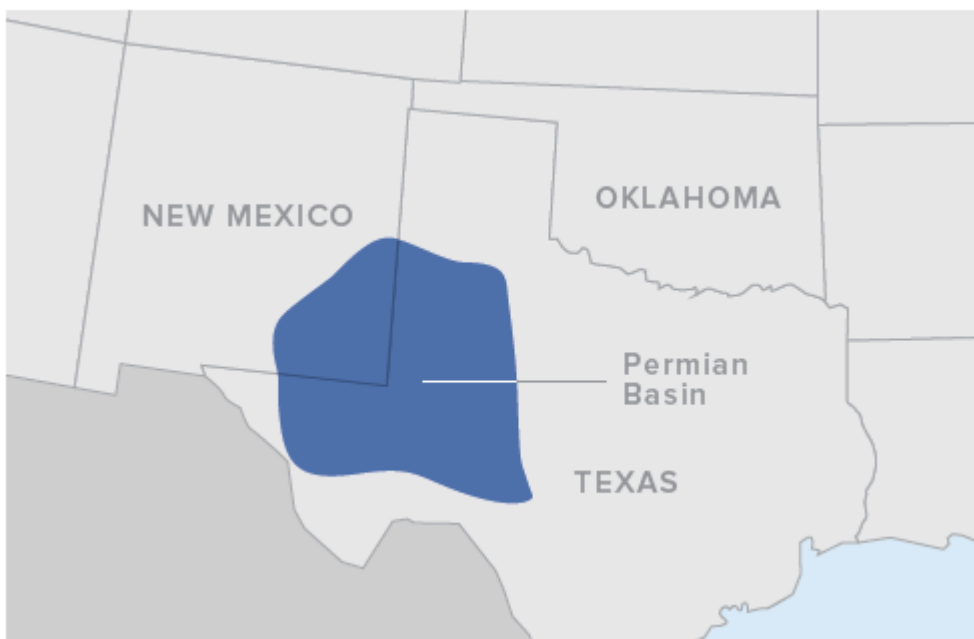 OKLAHOMA
NEW MEXICO
Permian
Basin
TEXAS